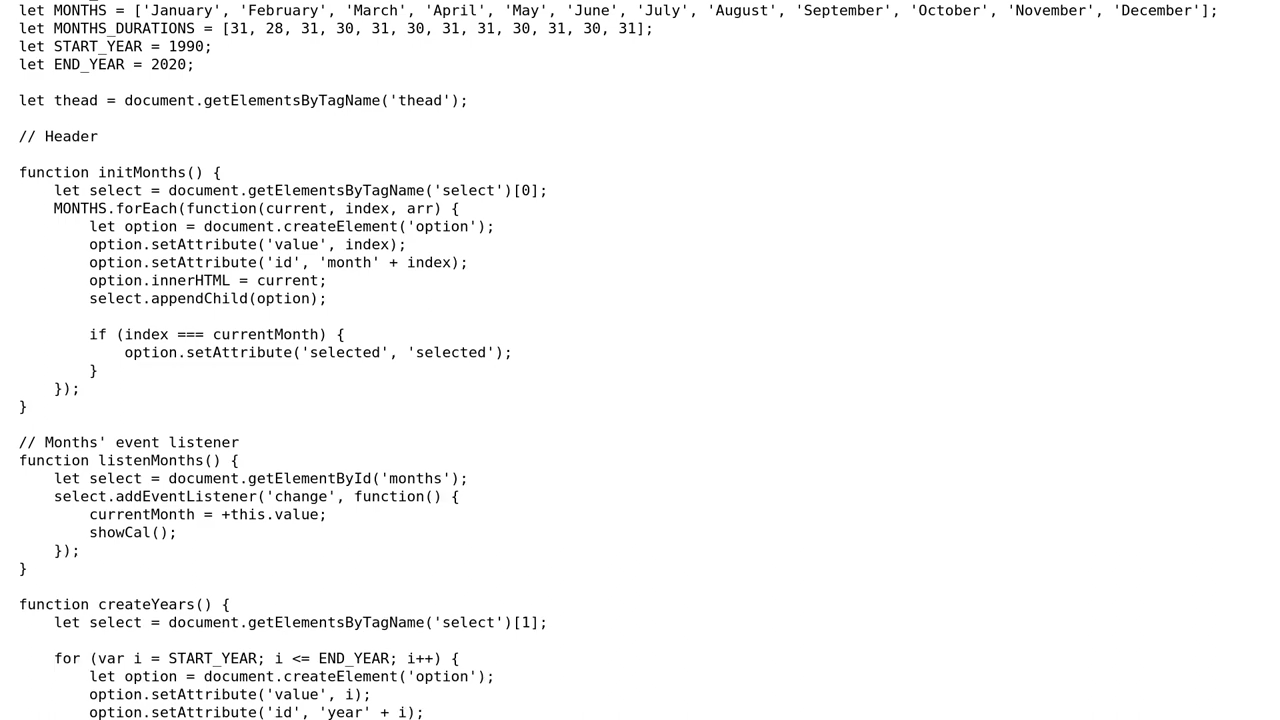 let MONTHS = ['January', 'February', 'March', 'April', 'May', 'June', 'July', 'August', 'September', 'October', 'November', 'December'];
let MONTHS_DURATIONS = [31, 28, 31, 30, 31, 30, 31, 31, 30, 31, 30, 31];
let START_YEAR = 1990;
let END_YEAR = 2020;

let thead = document.getElementsByTagName('thead');

// Header

function initMonths() {
    let select = document.getElementsByTagName('select')[0];
    MONTHS.forEach(function(current, index, arr) {
        let option = document.createElement('option');
        option.setAttribute('value', index);
        option.setAttribute('id', 'month' + index);
        option.innerHTML = current;
        select.appendChild(option);

        if (index === currentMonth) {
            option.setAttribute('selected', 'selected');
        }
    });
}

// Months' event listener
function listenMonths() {
    let select = document.getElementById('months');
    select.addEventListener('change', function() {
        currentMonth = +this.value;
        showCal();
    });
}

function createYears() {
    let select = document.getElementsByTagName('select')[1];

    for (var i = START_YEAR; i <= END_YEAR; i++) {
        let option = document.createElement('option');
        option.setAttribute('value', i);
        option.setAttribute('id', 'year' + i);